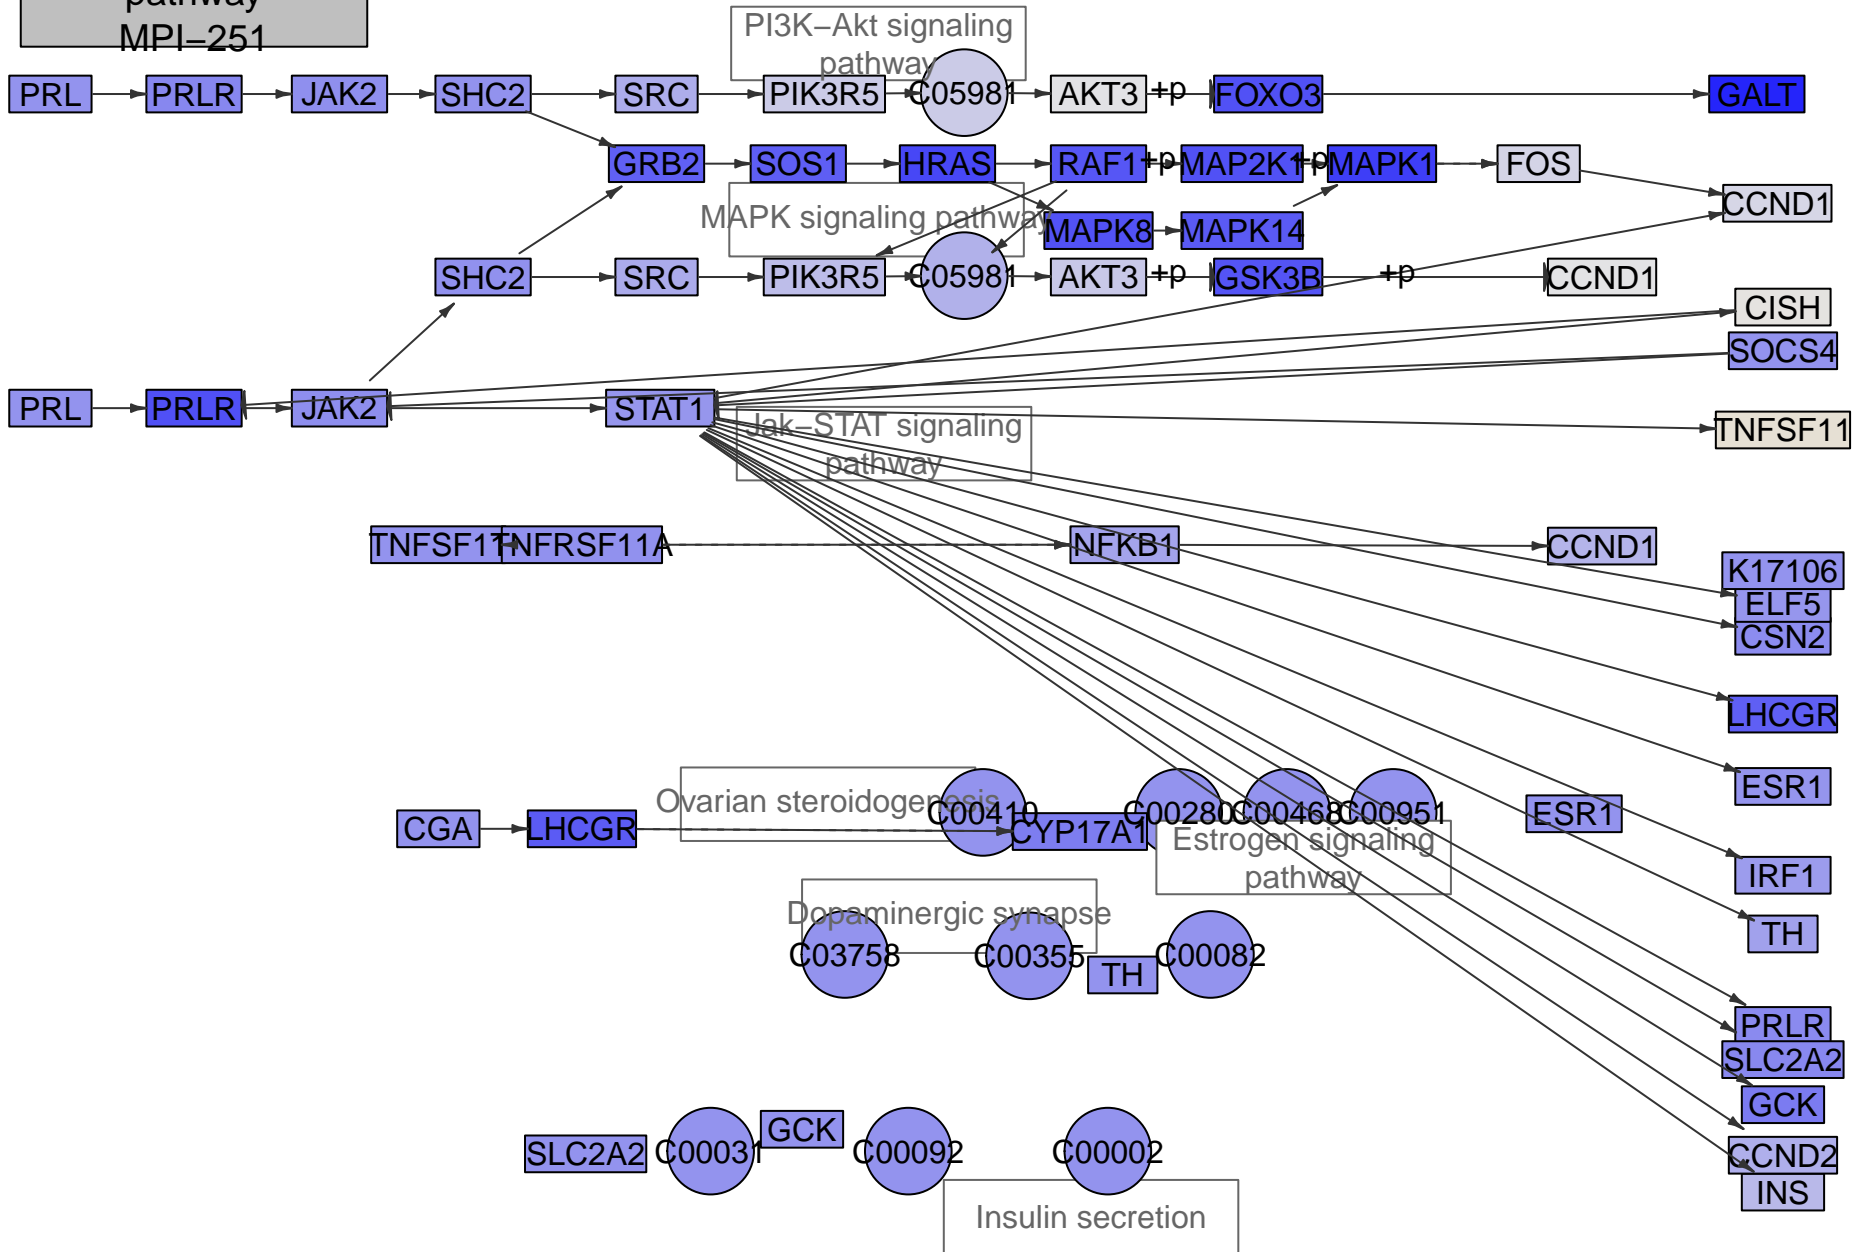 pathway
MPI−251
PI3K−Akt signaling
pathway
PRL
PRLR
JAK2
SHC2
SRC
PIK3R5
C05981
AKT3
+p
FOXO3
GALT
GRB2
SOS1
HRAS
RAF1
+p
MAP2K1
+p
MAPK1
FOS
CCND1
MAPK signaling pathway
MAPK8
MAPK14
SHC2
SRC
PIK3R5
C05981
AKT3
+p
GSK3B
+p
CCND1
CISH
SOCS4
PRL
PRLR
JAK2
STAT1
Jak−STAT signaling
pathway
TNFSF11
TNFSF11
TNFRSF11A
NFKB1
CCND1
K17106
ELF5
CSN2
LHCGR
ESR1
Ovarian steroidogenesis
C00410
C00280
C00468
C00951
ESR1
CGA
LHCGR
CYP17A1
Estrogen signaling
pathway
IRF1
Dopaminergic synapse
TH
C03758
C00355
TH
C00082
PRLR
SLC2A2
GCK
GCK
SLC2A2
C00031
C00092
C00002
CCND2
INS
Insulin secretion